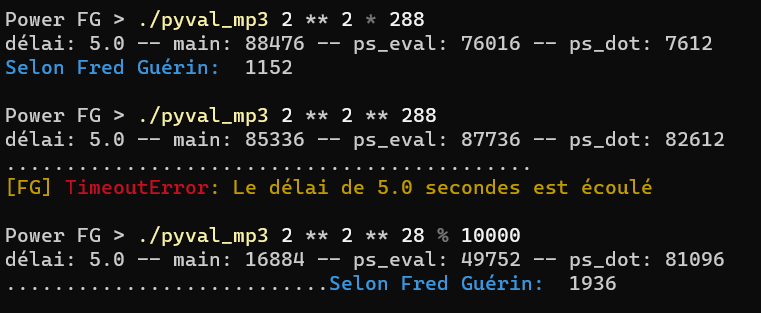 Power FG > ./pyval_mp3 2 ** 2 * 288
délai: 5.0 -- main: 88476 -- ps_eval: 76016 -- ps_dot: 7612
Selon Fred Guérin:  1152
Power FG > ./pyval_mp3 2 ** 2 ** 288
délai: 5.0 -- main: 85336 -- ps_eval: 87736 -- ps_dot: 82612
............................................
[FG] TimeoutError: Le délai de 5.0 secondes est écoulé
Power FG > ./pyval_mp3 2 ** 2 ** 28 % 10000
délai: 5.0 -- main: 16884 -- ps_eval: 49752 -- ps_dot: 81096
...........................Selon Fred Guérin:  1936